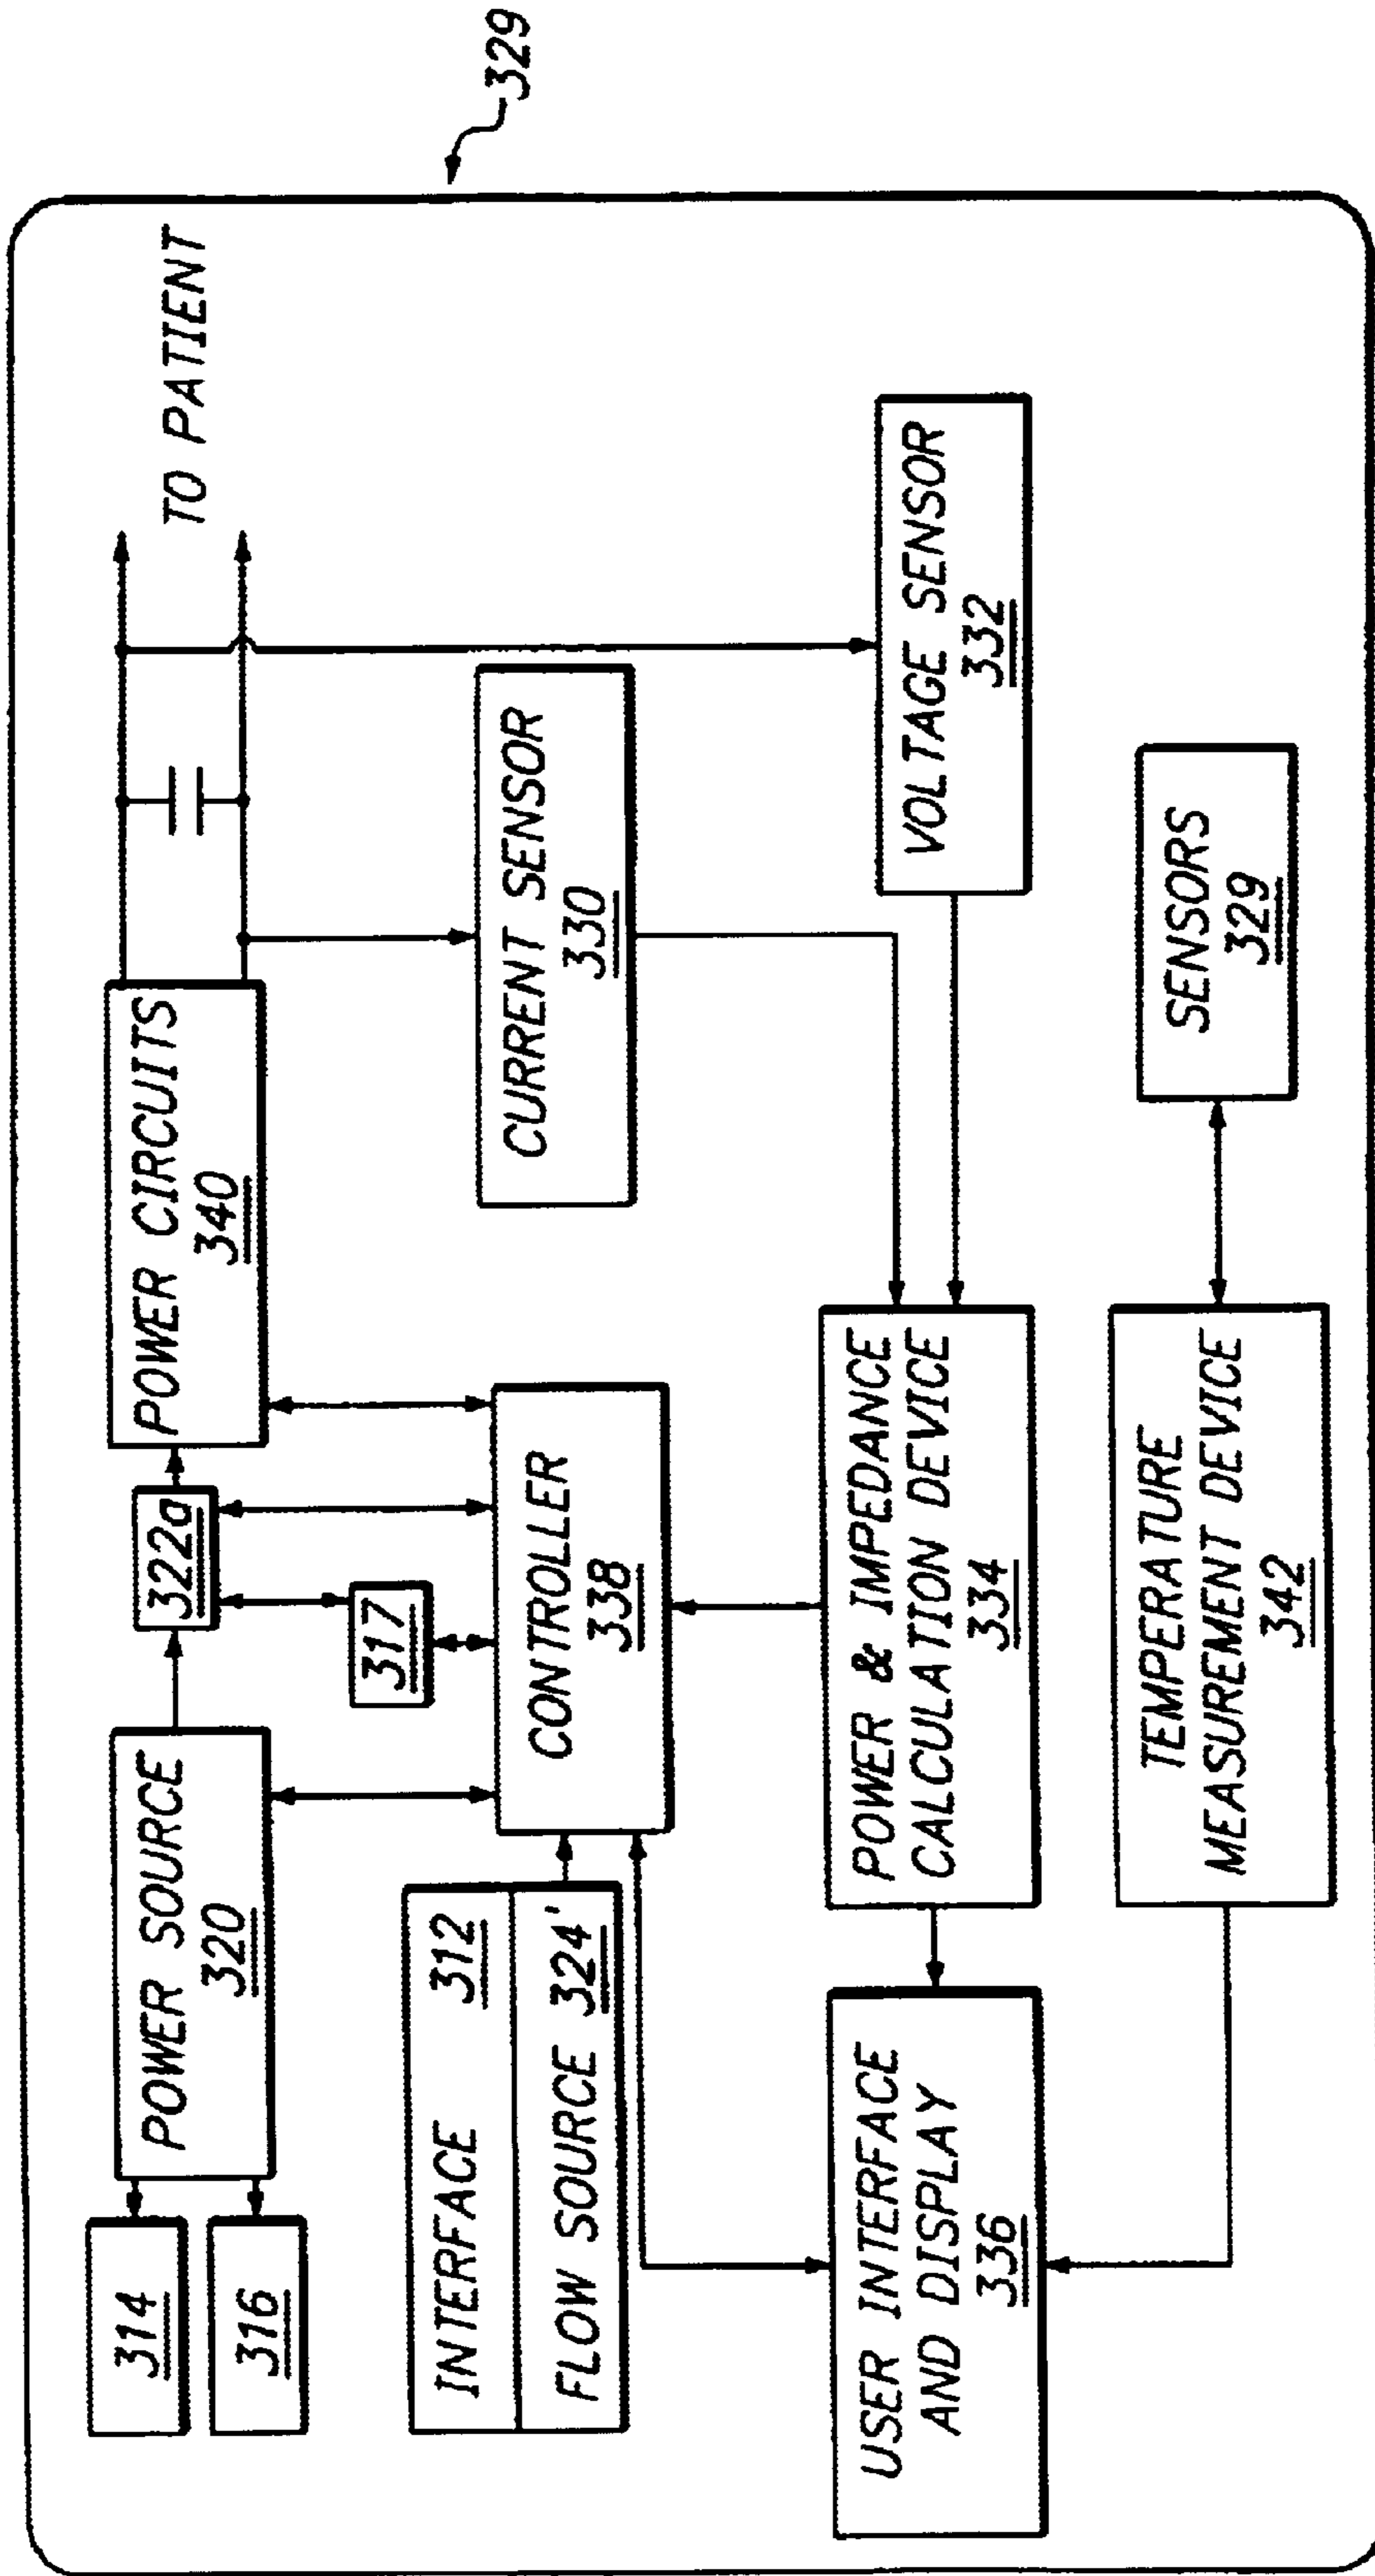 329
TO PATIENT
314
316
POWER SOURCE
320
322a
POWER CIRCUITS
340
317
INTERFACE 312
FLOW SOURCE 324'
CONTROLLER
338
CURRENT SENSOR
330
VOLTAGE SENSOR
332
USER INTERFACE
AND DISPLAY
336
POWER & IMPEDANCE
CALCULATION DEVICE
334
TEMPERATURE
MEASUREMENT DEVICE
342
SENSORS
329